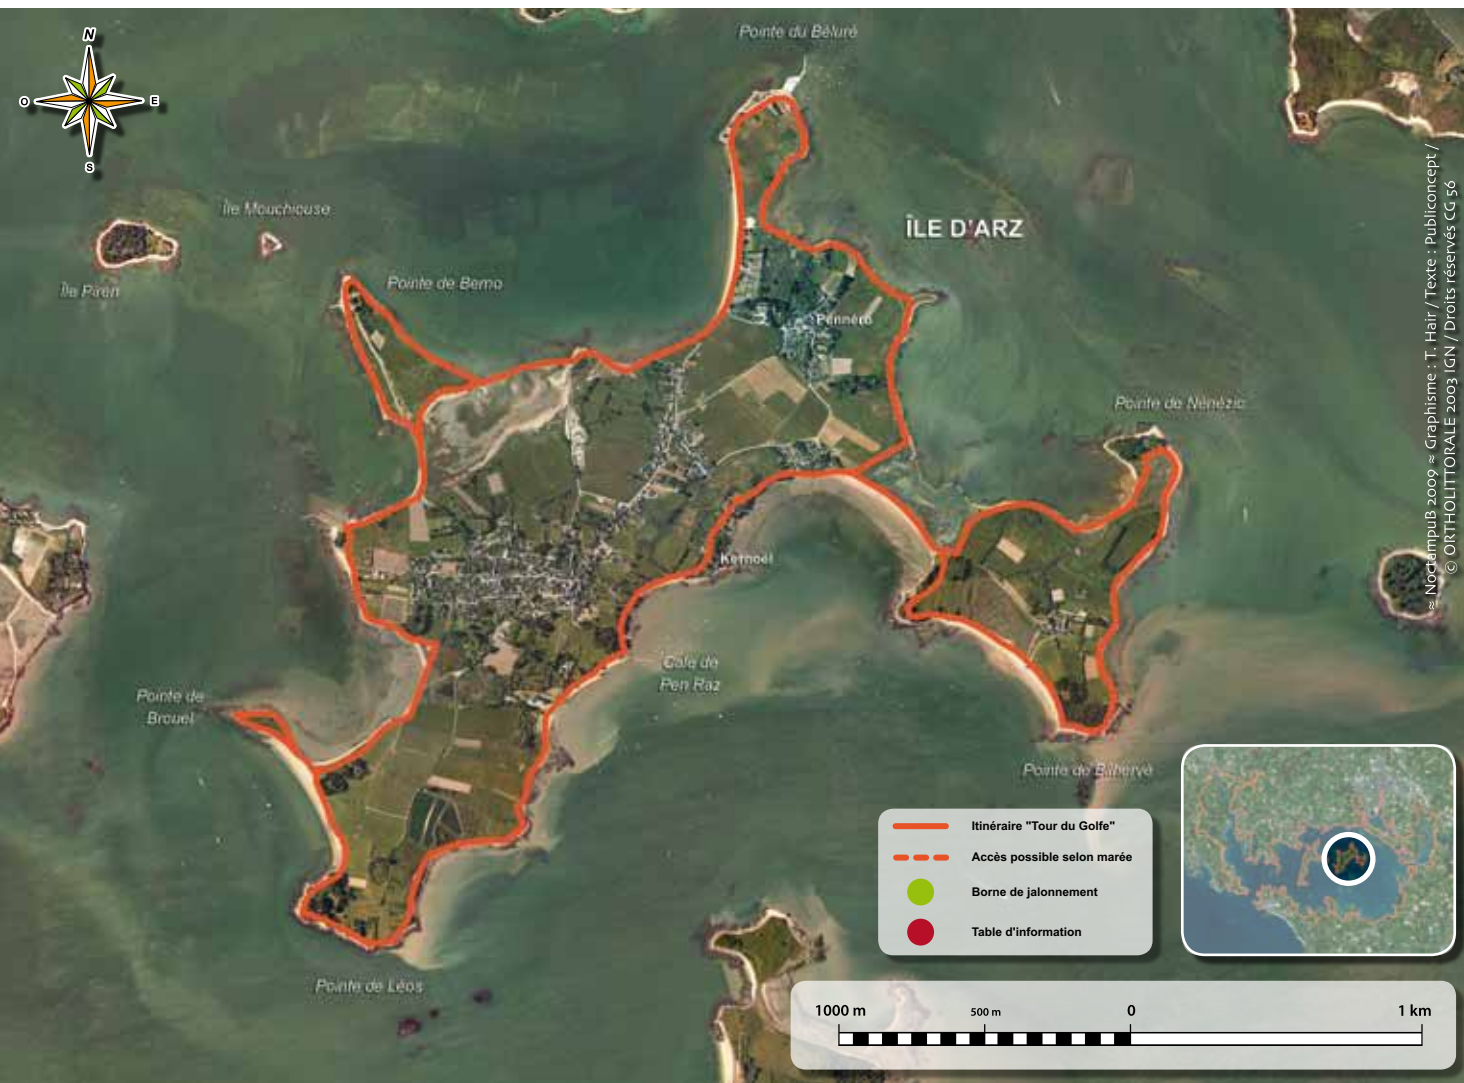 N
O
E
S
Pointe du Béluré
Île Mouchiouse
Île Piren
Pointe de Berno
ÎLE D'ARZ
Pennéro
Pointe de Nénézic
Kernoël
Cale de
Pen Raz
Pointe de
Brouel
Pointe de Bilhervé
Pointe de Léos
Itinéraire "Tour du Golfe"
Accès possible selon marée
Borne de jalonnement
Table d'information
1000 m
500 m
0
1 km
≈ Noctampuß 2009 ≈ Graphisme : T. Hair / Texte : Publiconcept /
© ORTHOLITTORALE 2003 IGN / Droits réservés CG 56